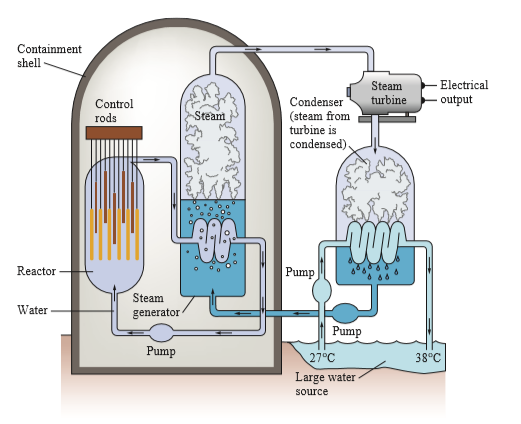 Containment
shell
Control
rods
Steam
Condenser
(steam from
turbine is
condensed)
Steam
turbine
Electrical
output
Reactor
Water
Steam
generator
Pump
Pump
Pump
27°C
38°C
Large water
source